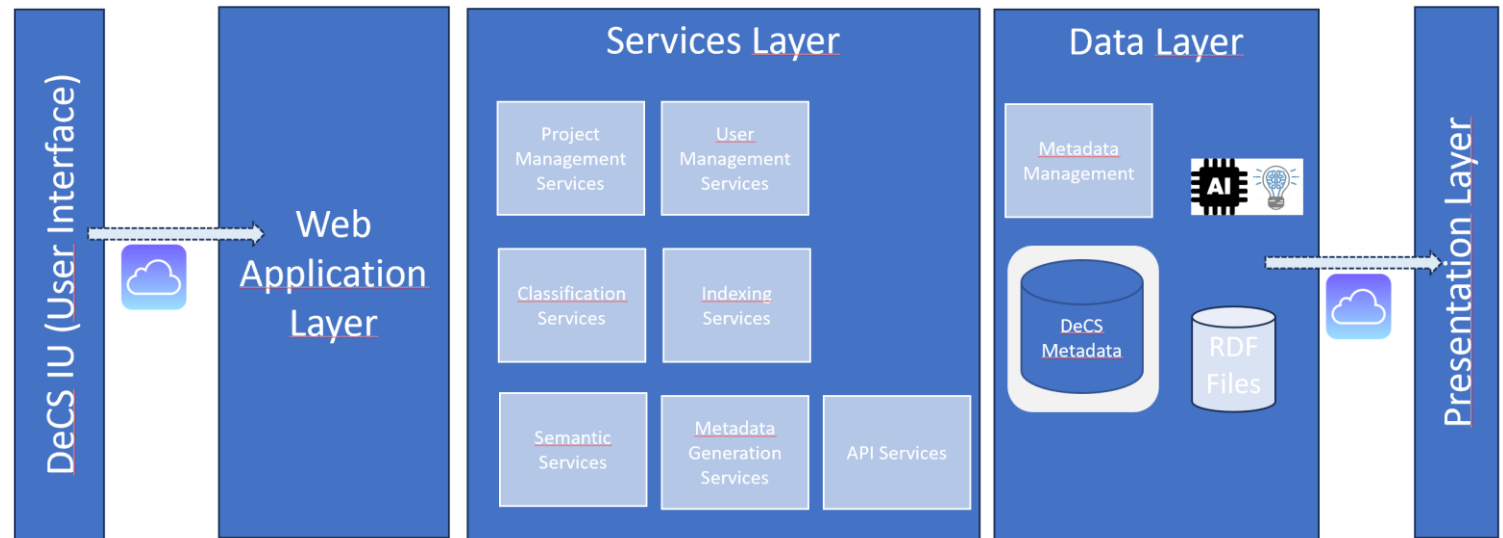 DeCS IU (User Interface)
Web
Application
Layer
Services Layer
Project
Management
Services
User
Management
Services
Classification
Services
Indexing
Services
Semantic
Services
Metadata
Generation
Services
API Services
Data Layer
Metadata
Management
AI
DeCS
Metadata
RDF
Files
Presentation Layer